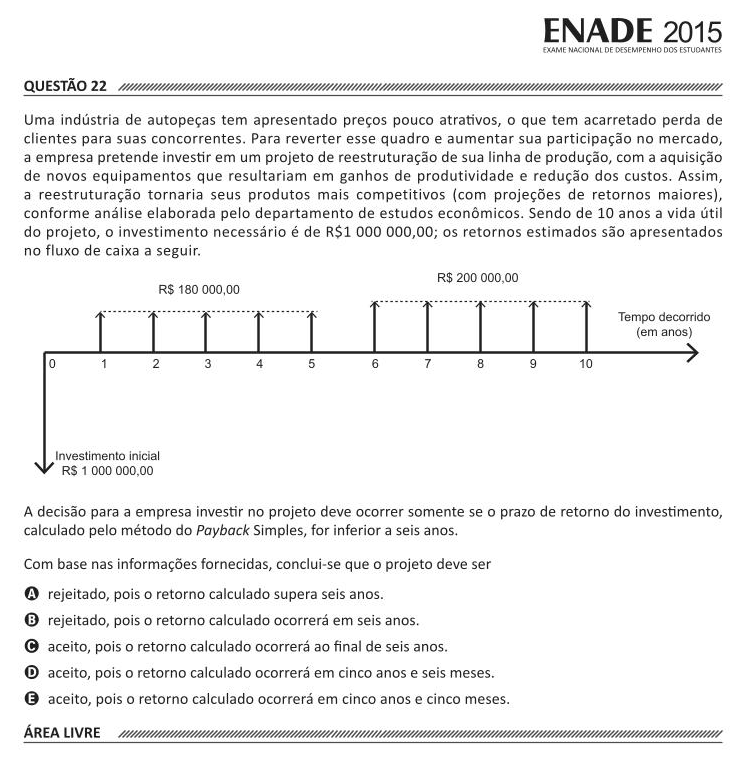 ENADE 2015
EXAME NACIONAL DE DESEMPENHO DOS ESTUDANTES
QUESTÃO 22
Uma indústria de autopeças tem apresentado preços pouco atrativos, o que tem acarretado perda de
clientes para suas concorrentes. Para reverter esse quadro e aumentar sua participação no mercado,
a empresa pretende investir em um projeto de reestruturação de sua linha de produção, com a aquisição
de novos equipamentos que resultariam em ganhos de produtividade e redução dos custos. Assim,
a reestruturação tornaria seus produtos mais competitivos (com projeções de retornos maiores),
conforme análise elaborada pelo departamento de estudos econômicos. Sendo de 10 anos a vida útil
do projeto, o investimento necessário é de R$1 000 000,00; os retornos estimados são apresentados
no fluxo de caixa a seguir.
R$ 180 000,00
R$ 200 000,00
Tempo decorrido
(em anos)
0 1 2 3 4 5 6 7 8 9 10
Investimento inicial
R$ 1 000 000,00
A decisão para a empresa investir no projeto deve ocorrer somente se o prazo de retorno do investimento,
calculado pelo método do Payback Simples, for inferior a seis anos.
Com base nas informações fornecidas, conclui-se que o projeto deve ser
A rejeitado, pois o retorno calculado supera seis anos.
B rejeitado, pois o retorno calculado ocorrerá em seis anos.
C aceito, pois o retorno calculado ocorrerá ao final de seis anos.
D aceito, pois o retorno calculado ocorrerá em cinco anos e seis meses.
E aceito, pois o retorno calculado ocorrerá em cinco anos e cinco meses.
ÁREA LIVRE